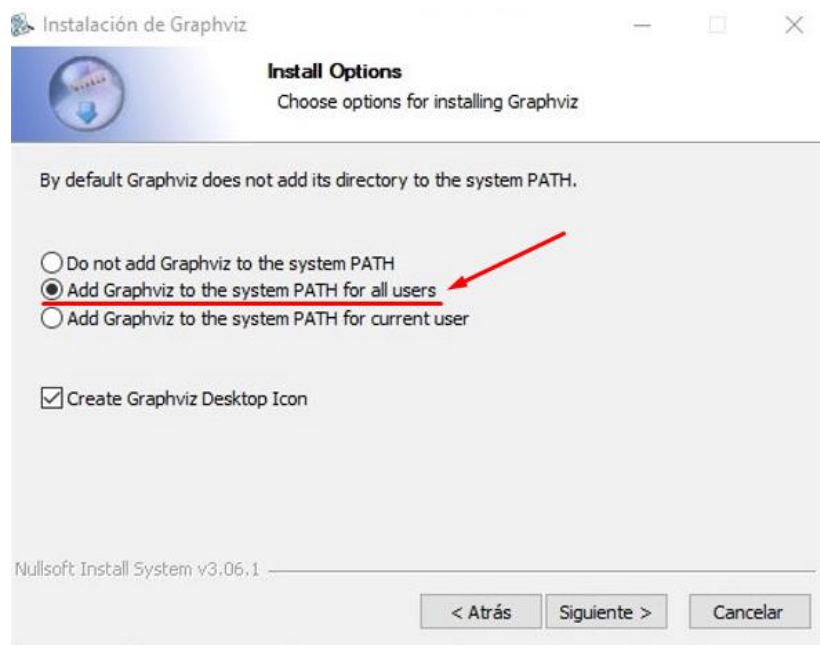 Instalación de Graphviz
Install Options
Choose options for installing Graphviz
By default Graphviz does not add its directory to the system PATH.
Do not add Graphviz to the system PATH
Add Graphviz to the system PATH for all users
Add Graphviz to the system PATH for current user
Create Graphviz Desktop Icon
Nullsoft Install System v3.06.1
< Atrás Siguiente > Cancelar